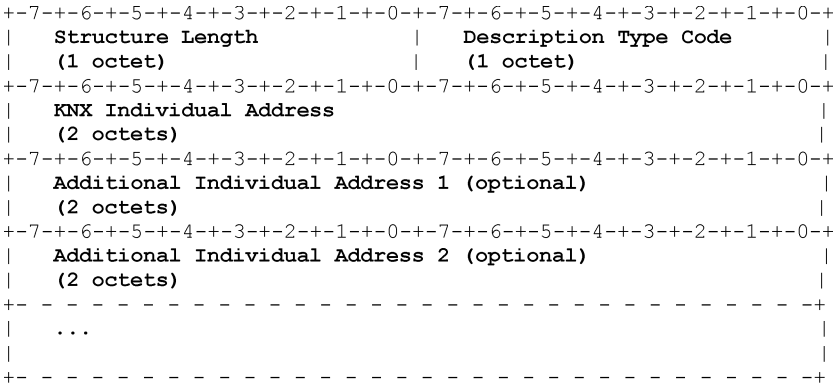 +-7-+-6-+-5-+-4-+-3-+-2-+-1-+-0-+-7-+-6-+-5-+-4-+-3-+-2-+-1-+-0-+
|   Structure Length            |   Description Type Code       |
|   (1 octet)                   |   (1 octet)                   |
+-7-+-6-+-5-+-4-+-3-+-2-+-1-+-0-+-7-+-6-+-5-+-4-+-3-+-2-+-1-+-0-+
|   KNX Individual Address                                      |
|   (2 octets)                                                  |
+-7-+-6-+-5-+-4-+-3-+-2-+-1-+-0-+-7-+-6-+-5-+-4-+-3-+-2-+-1-+-0-+
|   Additional Individual Address 1 (optional)                  |
|   (2 octets)                                                  |
+-7-+-6-+-5-+-4-+-3-+-2-+-1-+-0-+-7-+-6-+-5-+-4-+-3-+-2-+-1-+-0-+
|   Additional Individual Address 2 (optional)                  |
|   (2 octets)                                                  |
+- - - - - - - - - - - - - - - - - - - - - - - - - - - - - - - -+
|   ...                                                         |
|                                                               |
+- - - - - - - - - - - - - - - - - - - - - - - - - - - - - - - -+